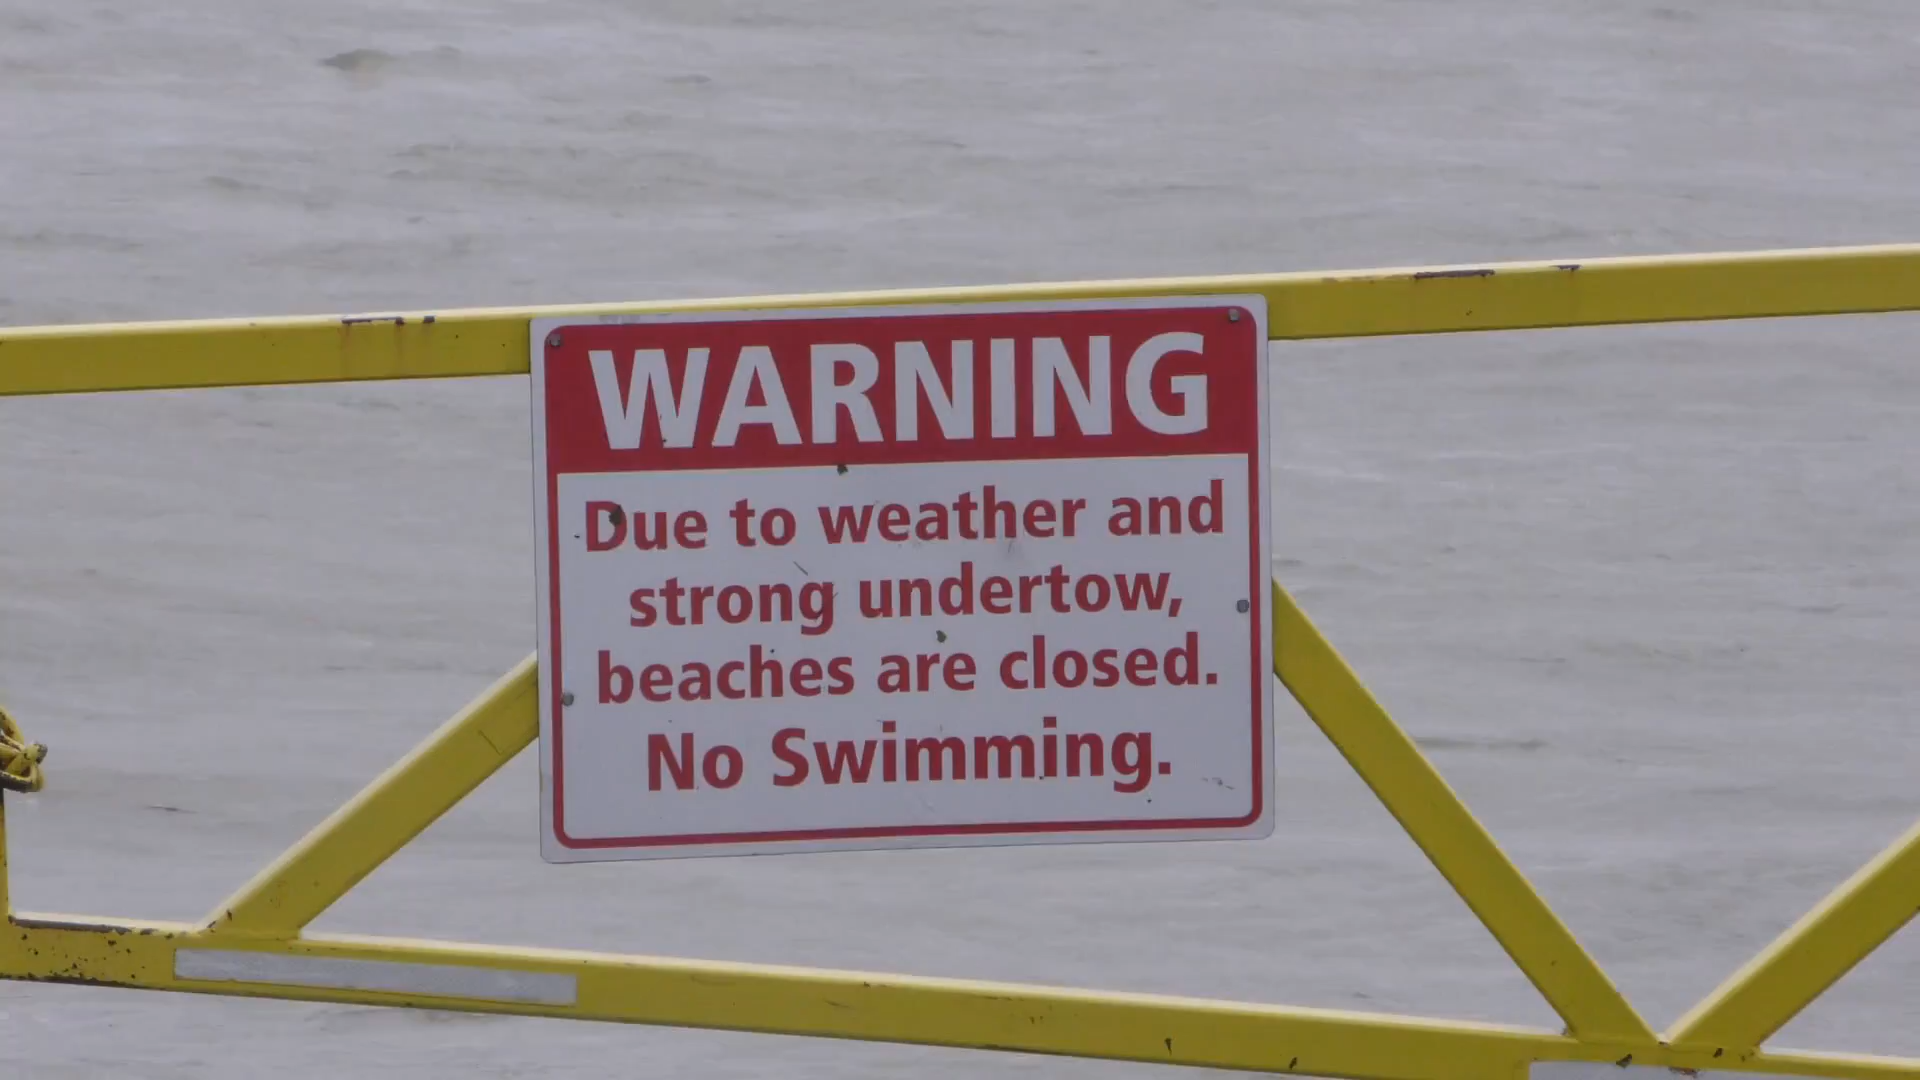 WARNING
Due to weather and
strong undertow,
beaches are closed.
No Swimming.